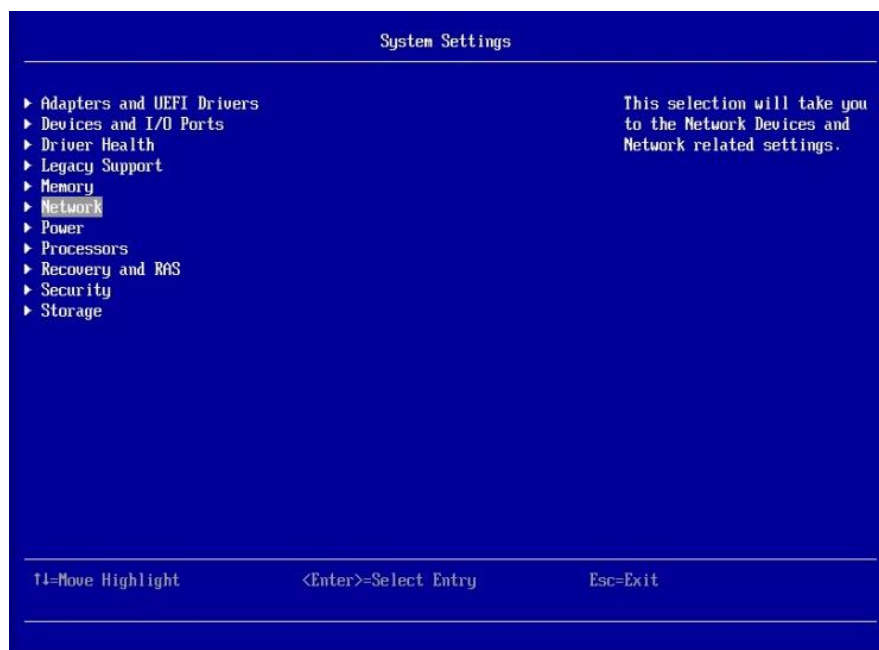 System Settings
▶ Adapters and UEFI Drivers
▶ Devices and I/O Ports
▶ Driver Health
▶ Legacy Support
▶ Memory
▶ Network
▶ Power
▶ Processors
▶ Recovery and RAS
▶ Security
▶ Storage
This selection will take you
to the Network Devices and
Network related settings.
↑↓=Move Highlight
<Enter>=Select Entry
Esc=Exit